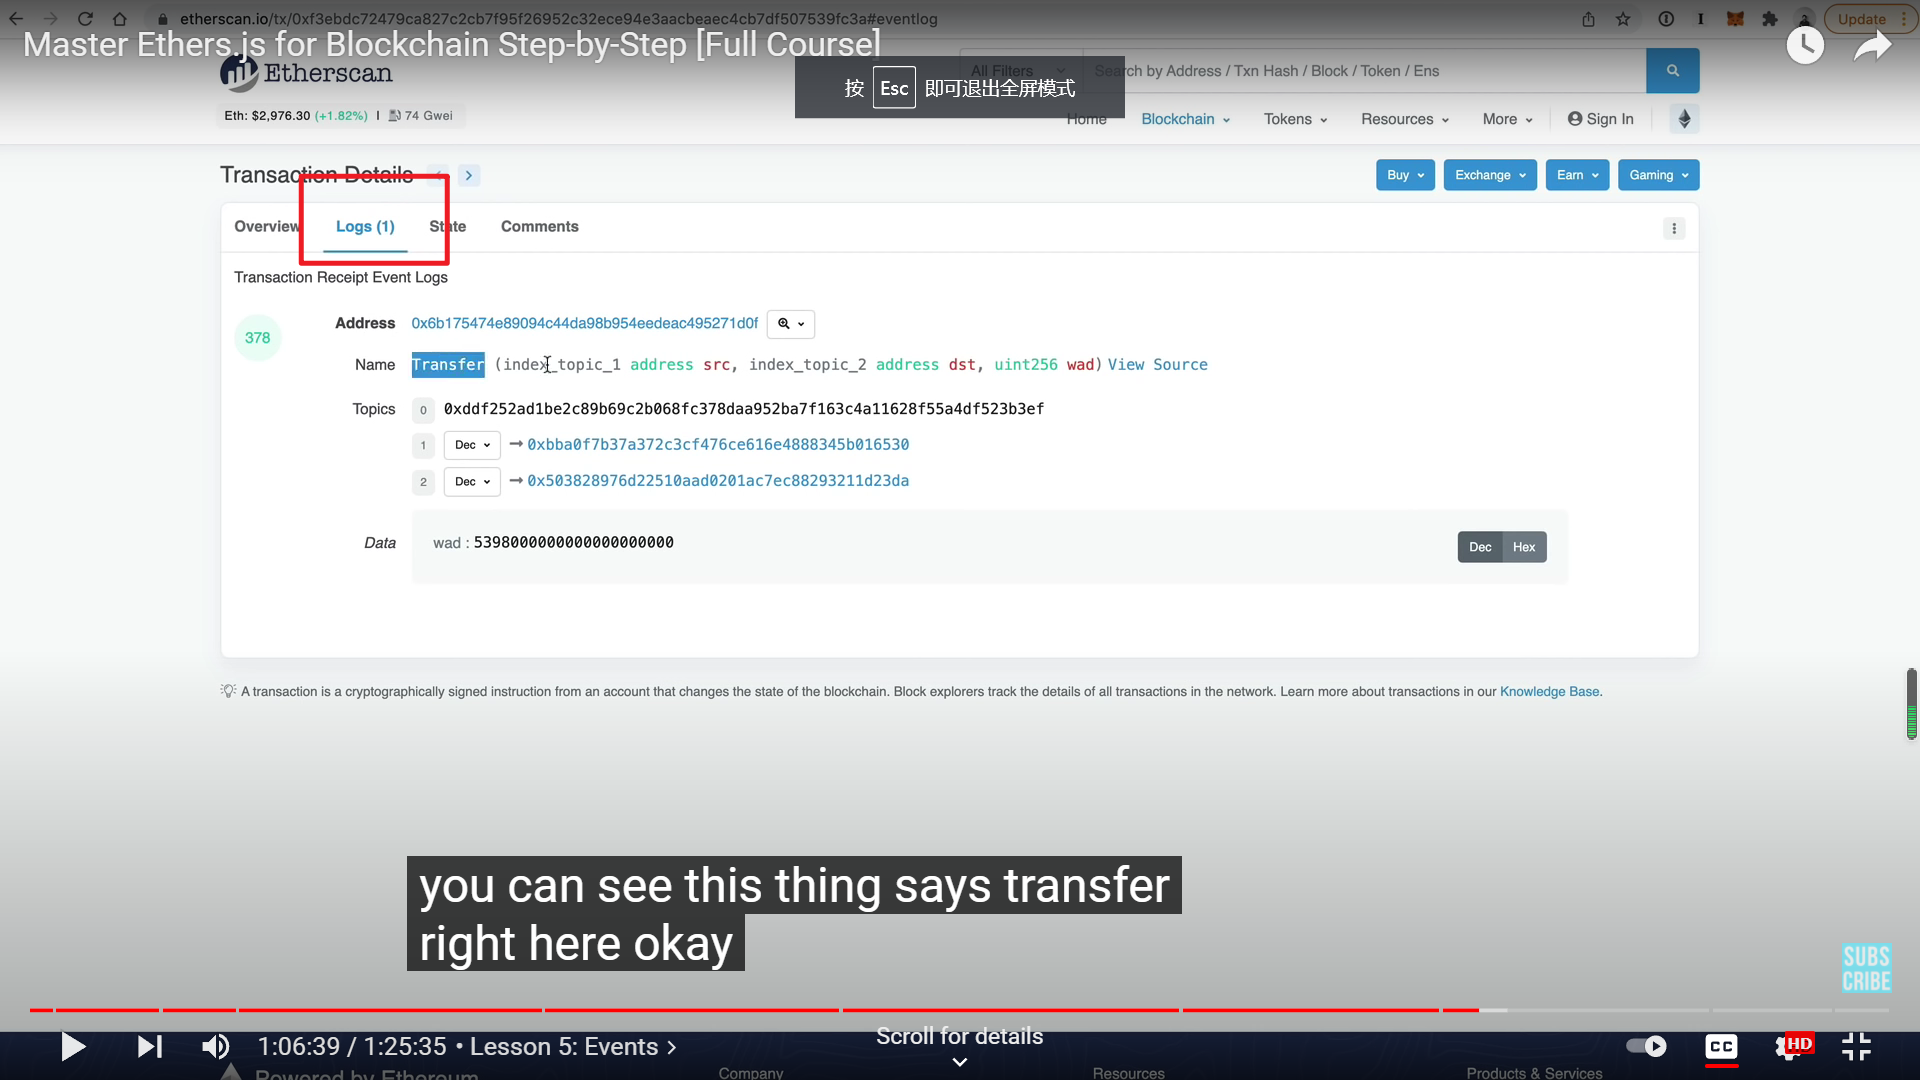 etherscan.io/tx/0xf3ebdc72479ca827c2cb7f95f26952c32ece94e3aacbeaec4cb7df507539fc3a#eventlog
Update
Master Ethers.js for Blockchain Step-by-Step [Full Course]
Etherscan
All Filters
Search by Address / Txn Hash / Block / Token / Ens
按 Esc 即可退出全屏模式
Eth: $2,976.30 (+1.82%) | 74 Gwei
Home
Blockchain
Tokens
Resources
More
Sign In
Transaction Details
Buy
Exchange
Earn
Gaming
Overview
Logs (1)
State
Comments
Transaction Receipt Event Logs
378
Address 0x6b175474e89094c44da98b954eedeac495271d0f
Name Transfer (index_topic_1 address src, index_topic_2 address dst, uint256 wad) View Source
Topics 0 0xddf252ad1be2c89b69c2b068fc378daa952ba7f163c4a11628f55a4df523b3ef
1 Dec → 0xbba0f7b37a372c3cf476ce616e4888345b016530
2 Dec → 0x503828976d22510aad0201ac7ec88293211d23da
Data wad : 5398000000000000000000
Dec Hex
A transaction is a cryptographically signed instruction from an account that changes the state of the blockchain. Block explorers track the details of all transactions in the network. Learn more about transactions in our Knowledge Base.
you can see this thing says transfer
right here okay
SUBS
CRIBE
1:06:39 / 1:25:35 • Lesson 5: Events
Scroll for details
CC
HD
Powered by Ethereum
Company
Resources
Products & Services